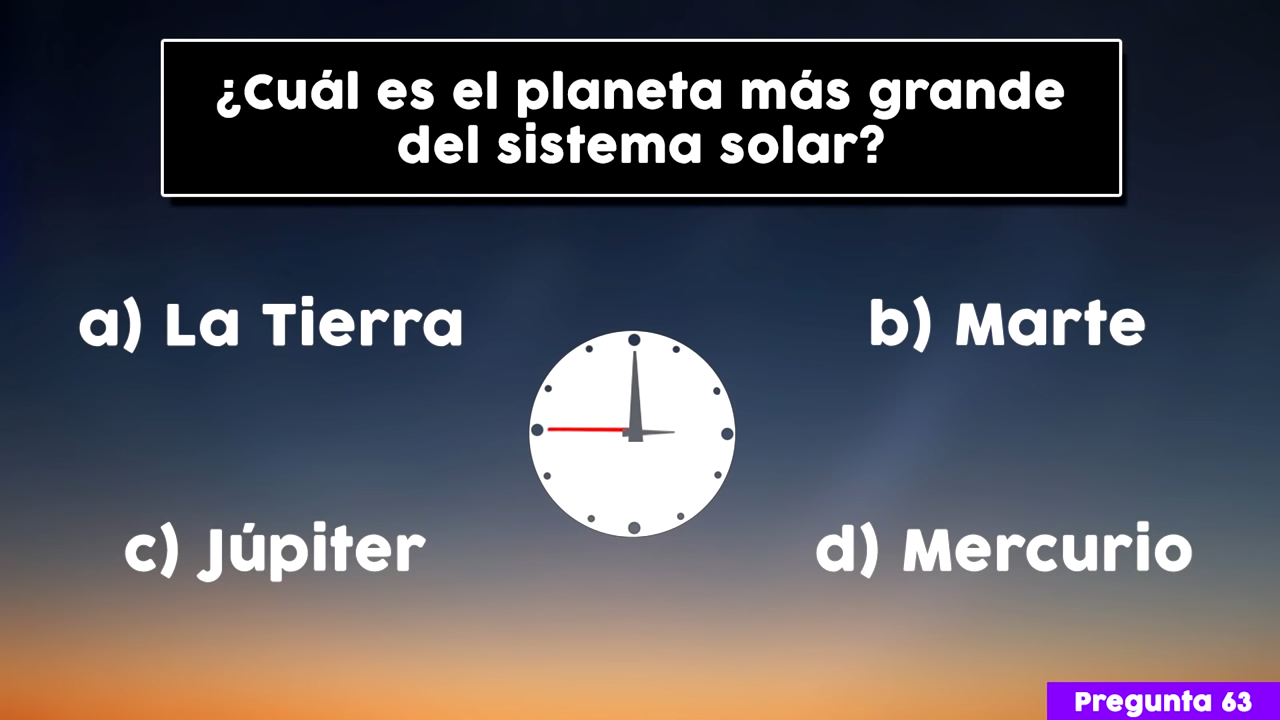 ¿Cuál es el planeta más grande
del sistema solar?
a) La Tierra
b) Marte
c) Júpiter
d) Mercurio
Pregunta 63